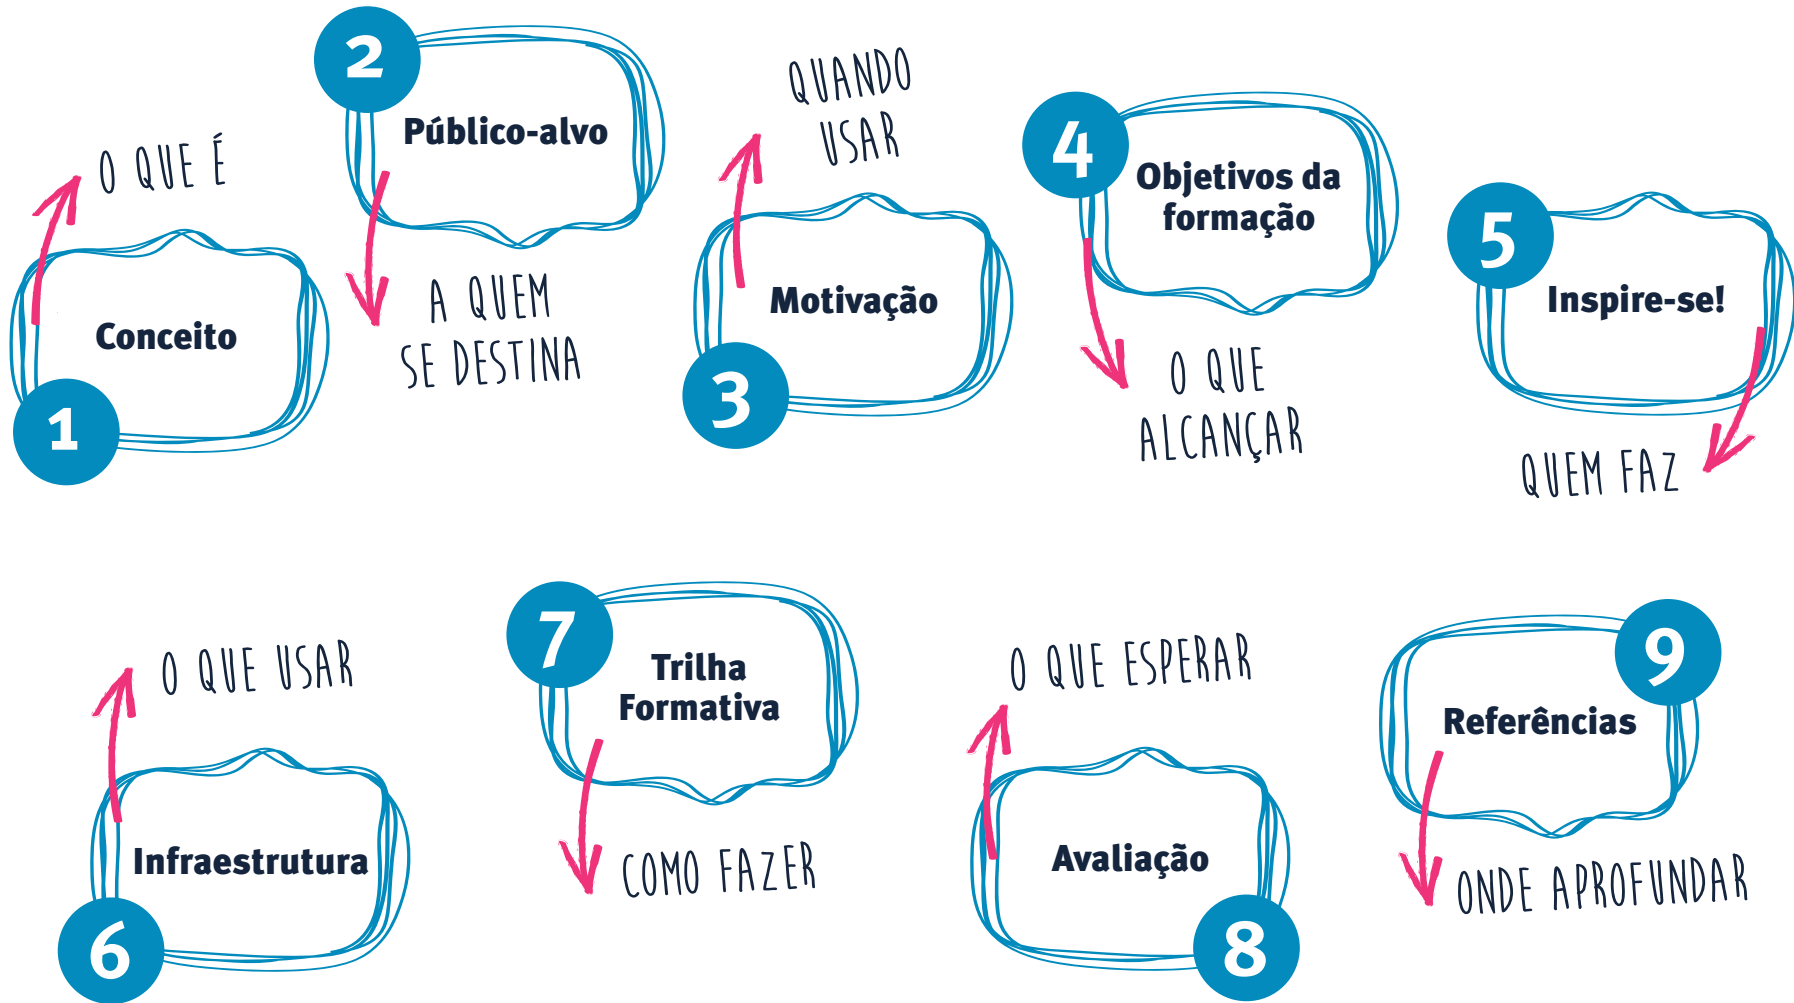 1
Conceito
O QUE É
2
Público-alvo
A QUEM
SE DESTINA
3
Motivação
QUANDO
USAR
4
Objetivos da
formação
O QUE
ALCANÇAR
5
Inspire-se!
QUEM FAZ
6
Infraestrutura
O QUE USAR
7
Trilha
Formativa
COMO FAZER
8
Avaliação
O QUE ESPERAR
9
Referências
ONDE APROFUNDAR